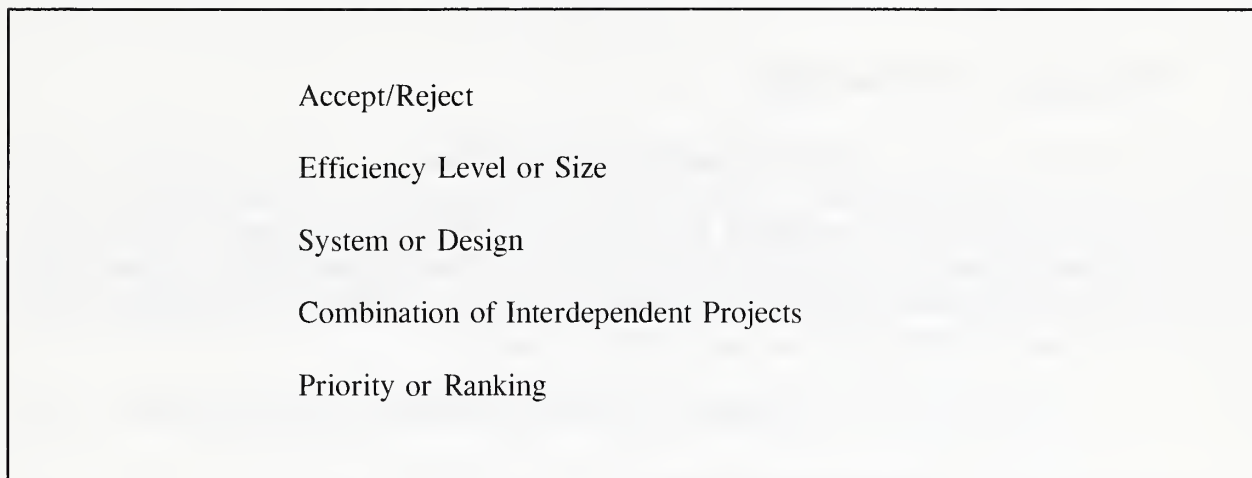 Accept/Reject
Efficiency Level or Size
System or Design
Combination of Interdependent Projects
Priority or Ranking